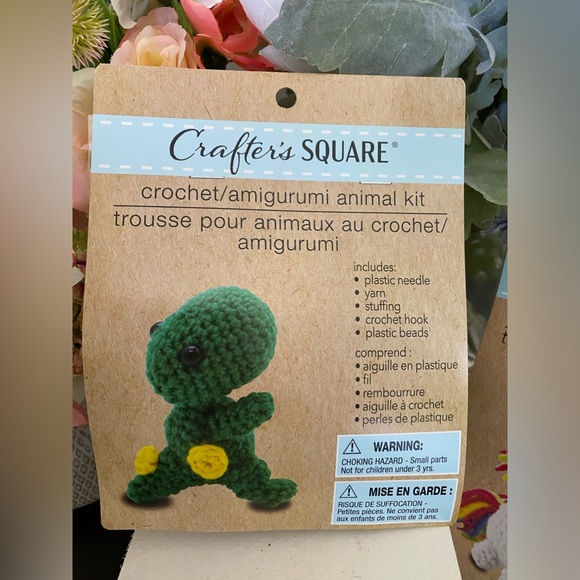 Crafter's SQUARE®
crochet/amigurumi animal kit
trousse pour animaux au crochet/
amigurumi
includes:
• plastic needle
• yarn
• stuffing
• crochet hook
• plastic beads
comprend :
• aiguille en plastique
• fil
• rembourrure
• aiguille à crochet
• perles de plastique
WARNING:
CHOKING HAZARD - Small parts
Not for children under 3 yrs.
MISE EN GARDE :
RISQUE DE SUFFOCATION -
Petites pièces. Ne convient pas
aux enfants de moins de 3 ans.